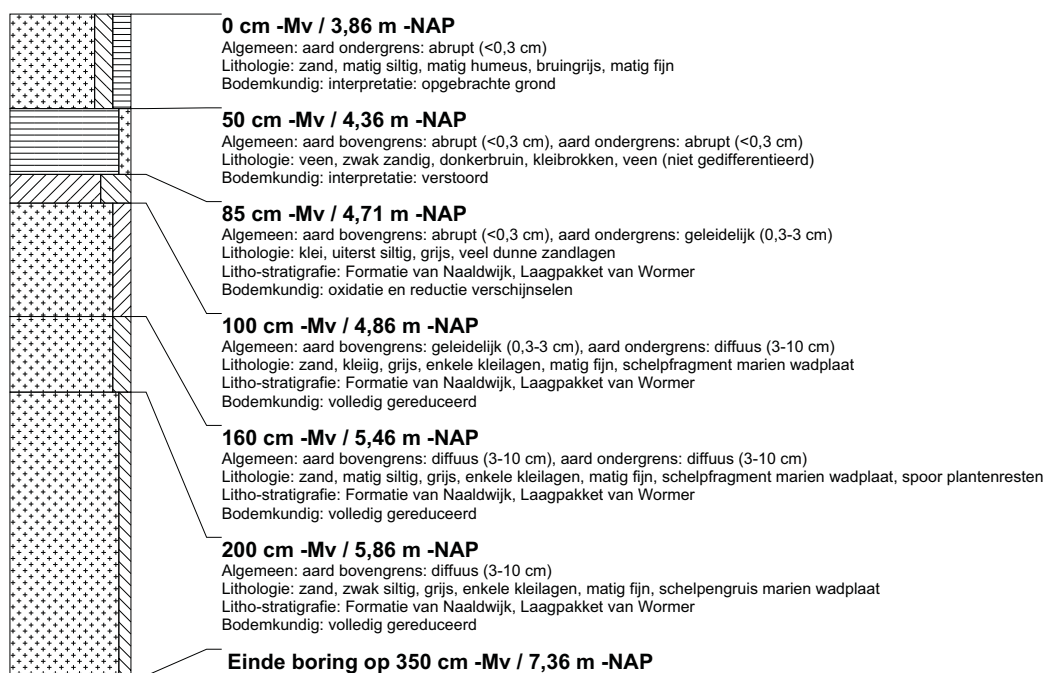 0 cm -Mv / 3,86 m -NAP
Algemeen: aard ondergrens: abrupt (<0,3 cm)
Lithologie: zand, matig siltig, matig humeus, bruingrijs, matig fijn
Bodemkundig: interpretatie: opgebrachte grond
50 cm -Mv / 4,36 m -NAP
Algemeen: aard bovengrens: abrupt (<0,3 cm), aard ondergrens: abrupt (<0,3 cm)
Lithologie: veen, zwak zandig, donkerbruin, kleibrokken, veen (niet gedifferentieerd)
Bodemkundig: interpretatie: verstoord
85 cm -Mv / 4,71 m -NAP
Algemeen: aard bovengrens: abrupt (<0,3 cm), aard ondergrens: geleidelijk (0,3-3 cm)
Lithologie: klei, uiterst siltig, grijs, veel dunne zandlagen
Litho-stratigrafie: Formatie van Naaldwijk, Laagpakket van Wormer
Bodemkundig: oxidatie en reductie verschijnselen
100 cm -Mv / 4,86 m -NAP
Algemeen: aard bovengrens: geleidelijk (0,3-3 cm), aard ondergrens: diffuus (3-10 cm)
Lithologie: zand, kleiig, grijs, enkele kleilagen, matig fijn, schelpfragment marien wadplaat
Litho-stratigrafie: Formatie van Naaldwijk, Laagpakket van Wormer
Bodemkundig: volledig gereduceerd
160 cm -Mv / 5,46 m -NAP
Algemeen: aard bovengrens: diffuus (3-10 cm), aard ondergrens: diffuus (3-10 cm)
Lithologie: zand, matig siltig, grijs, enkele kleilagen, matig fijn, schelpfragment marien wadplaat, spoor plantenresten
Litho-stratigrafie: Formatie van Naaldwijk, Laagpakket van Wormer
Bodemkundig: volledig gereduceerd
200 cm -Mv / 5,86 m -NAP
Algemeen: aard bovengrens: diffuus (3-10 cm)
Lithologie: zand, zwak siltig, grijs, enkele kleilagen, matig fijn, schelpengruis marien wadplaat
Litho-stratigrafie: Formatie van Naaldwijk, Laagpakket van Wormer
Bodemkundig: volledig gereduceerd
Einde boring op 350 cm -Mv / 7,36 m -NAP